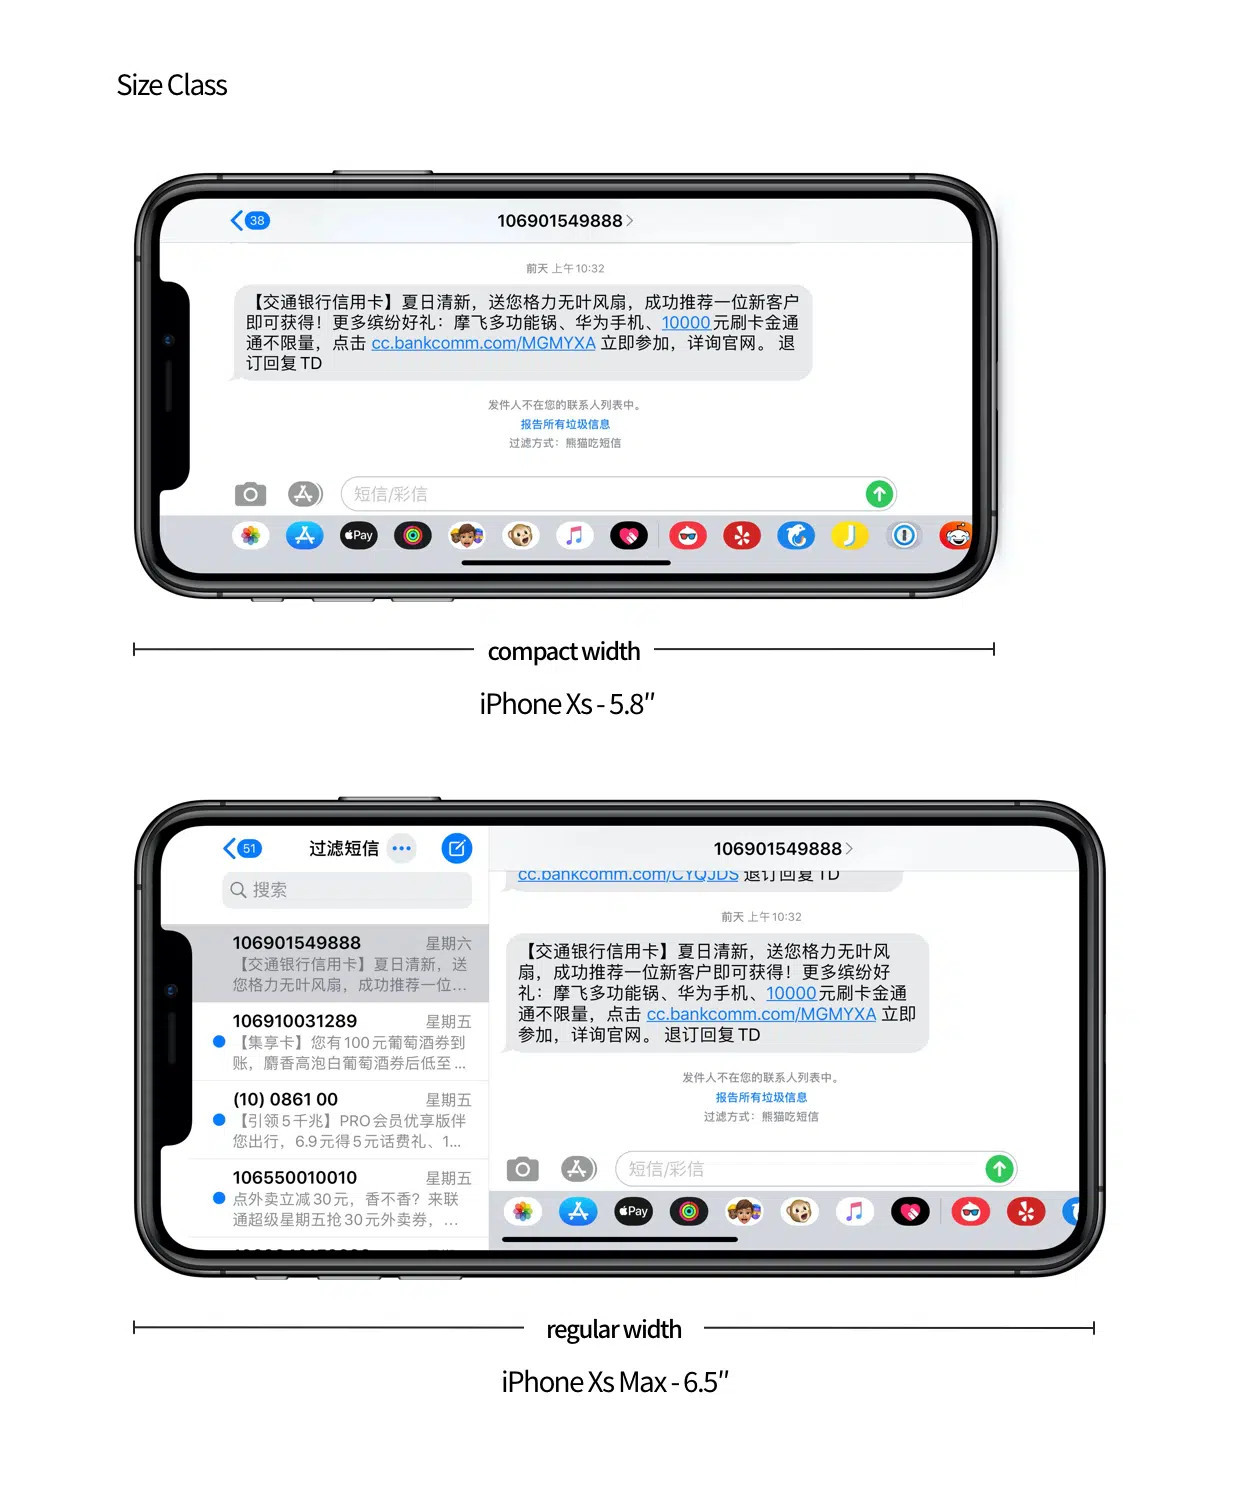 Size Class
38
106901549888
前天 上午10:32
【交通银行信用卡】夏日清新，送您格力无叶风扇，成功推荐一位新客户
即可获得！更多缤纷好礼：摩飞多功能锅、华为手机、10000元刷卡金通
通不限量，点击 cc.bankcomm.com/MGMYXA 立即参加，详询官网。 退
订回复TD
发件人不在您的联系人列表中。
报告所有垃圾信息
过滤方式：熊猫吃短信
短信/彩信
Pay
compact width
iPhone Xs - 5.8″
51
过滤短信
搜索
106901549888 星期六
【交通银行信用卡】夏日清新，送
您格力无叶风扇，成功推荐一位...
106910031289 星期五
【集享卡】您有100元葡萄酒券到
账，麝香高泡白葡萄酒券后低至...
(10) 0861 00 星期五
【引领5千兆】PRO会员优享版伴
您出行，6.9元得5元话费礼、1...
106550010010 星期五
点外卖立减30元，香不香？来联
通超级星期五抢30元外卖券，...
106901549888
cc.bankcomm.com/CYQJDS 退订回复TD
前天 上午10:32
【交通银行信用卡】夏日清新，送您格力无叶风
扇，成功推荐一位新客户即可获得！更多缤纷好
礼：摩飞多功能锅、华为手机、10000元刷卡金通
通不限量，点击 cc.bankcomm.com/MGMYXA 立即
参加，详询官网。 退订回复TD
发件人不在您的联系人列表中。
报告所有垃圾信息
过滤方式：熊猫吃短信
短信/彩信
Pay
regular width
iPhone Xs Max - 6.5″